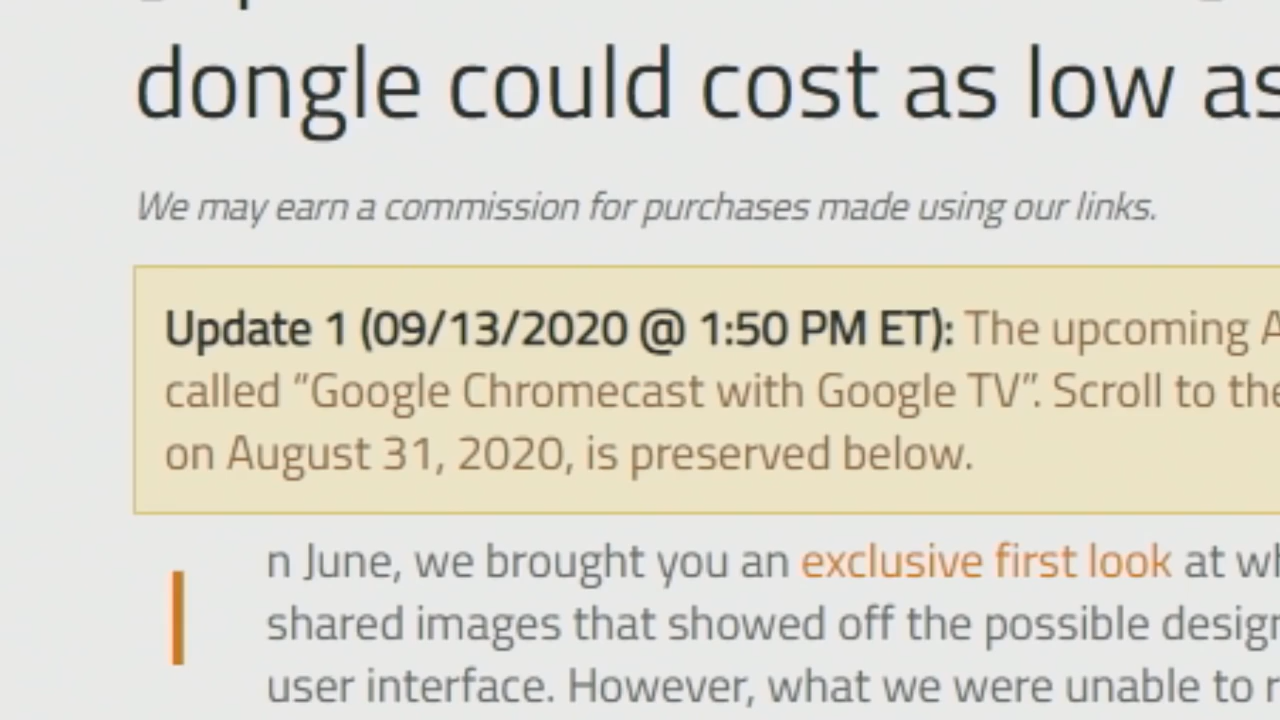 dongle could cost as low as
We may earn a commission for purchases made using our links.
Update 1 (09/13/2020 @ 1:50 PM ET): The upcoming A
called ”Google Chromecast with Google TV”. Scroll to the
on August 31, 2020, is preserved below.
In June, we brought you an exclusive first look at wh
shared images that showed off the possible design
user interface. However, what we were unable to r